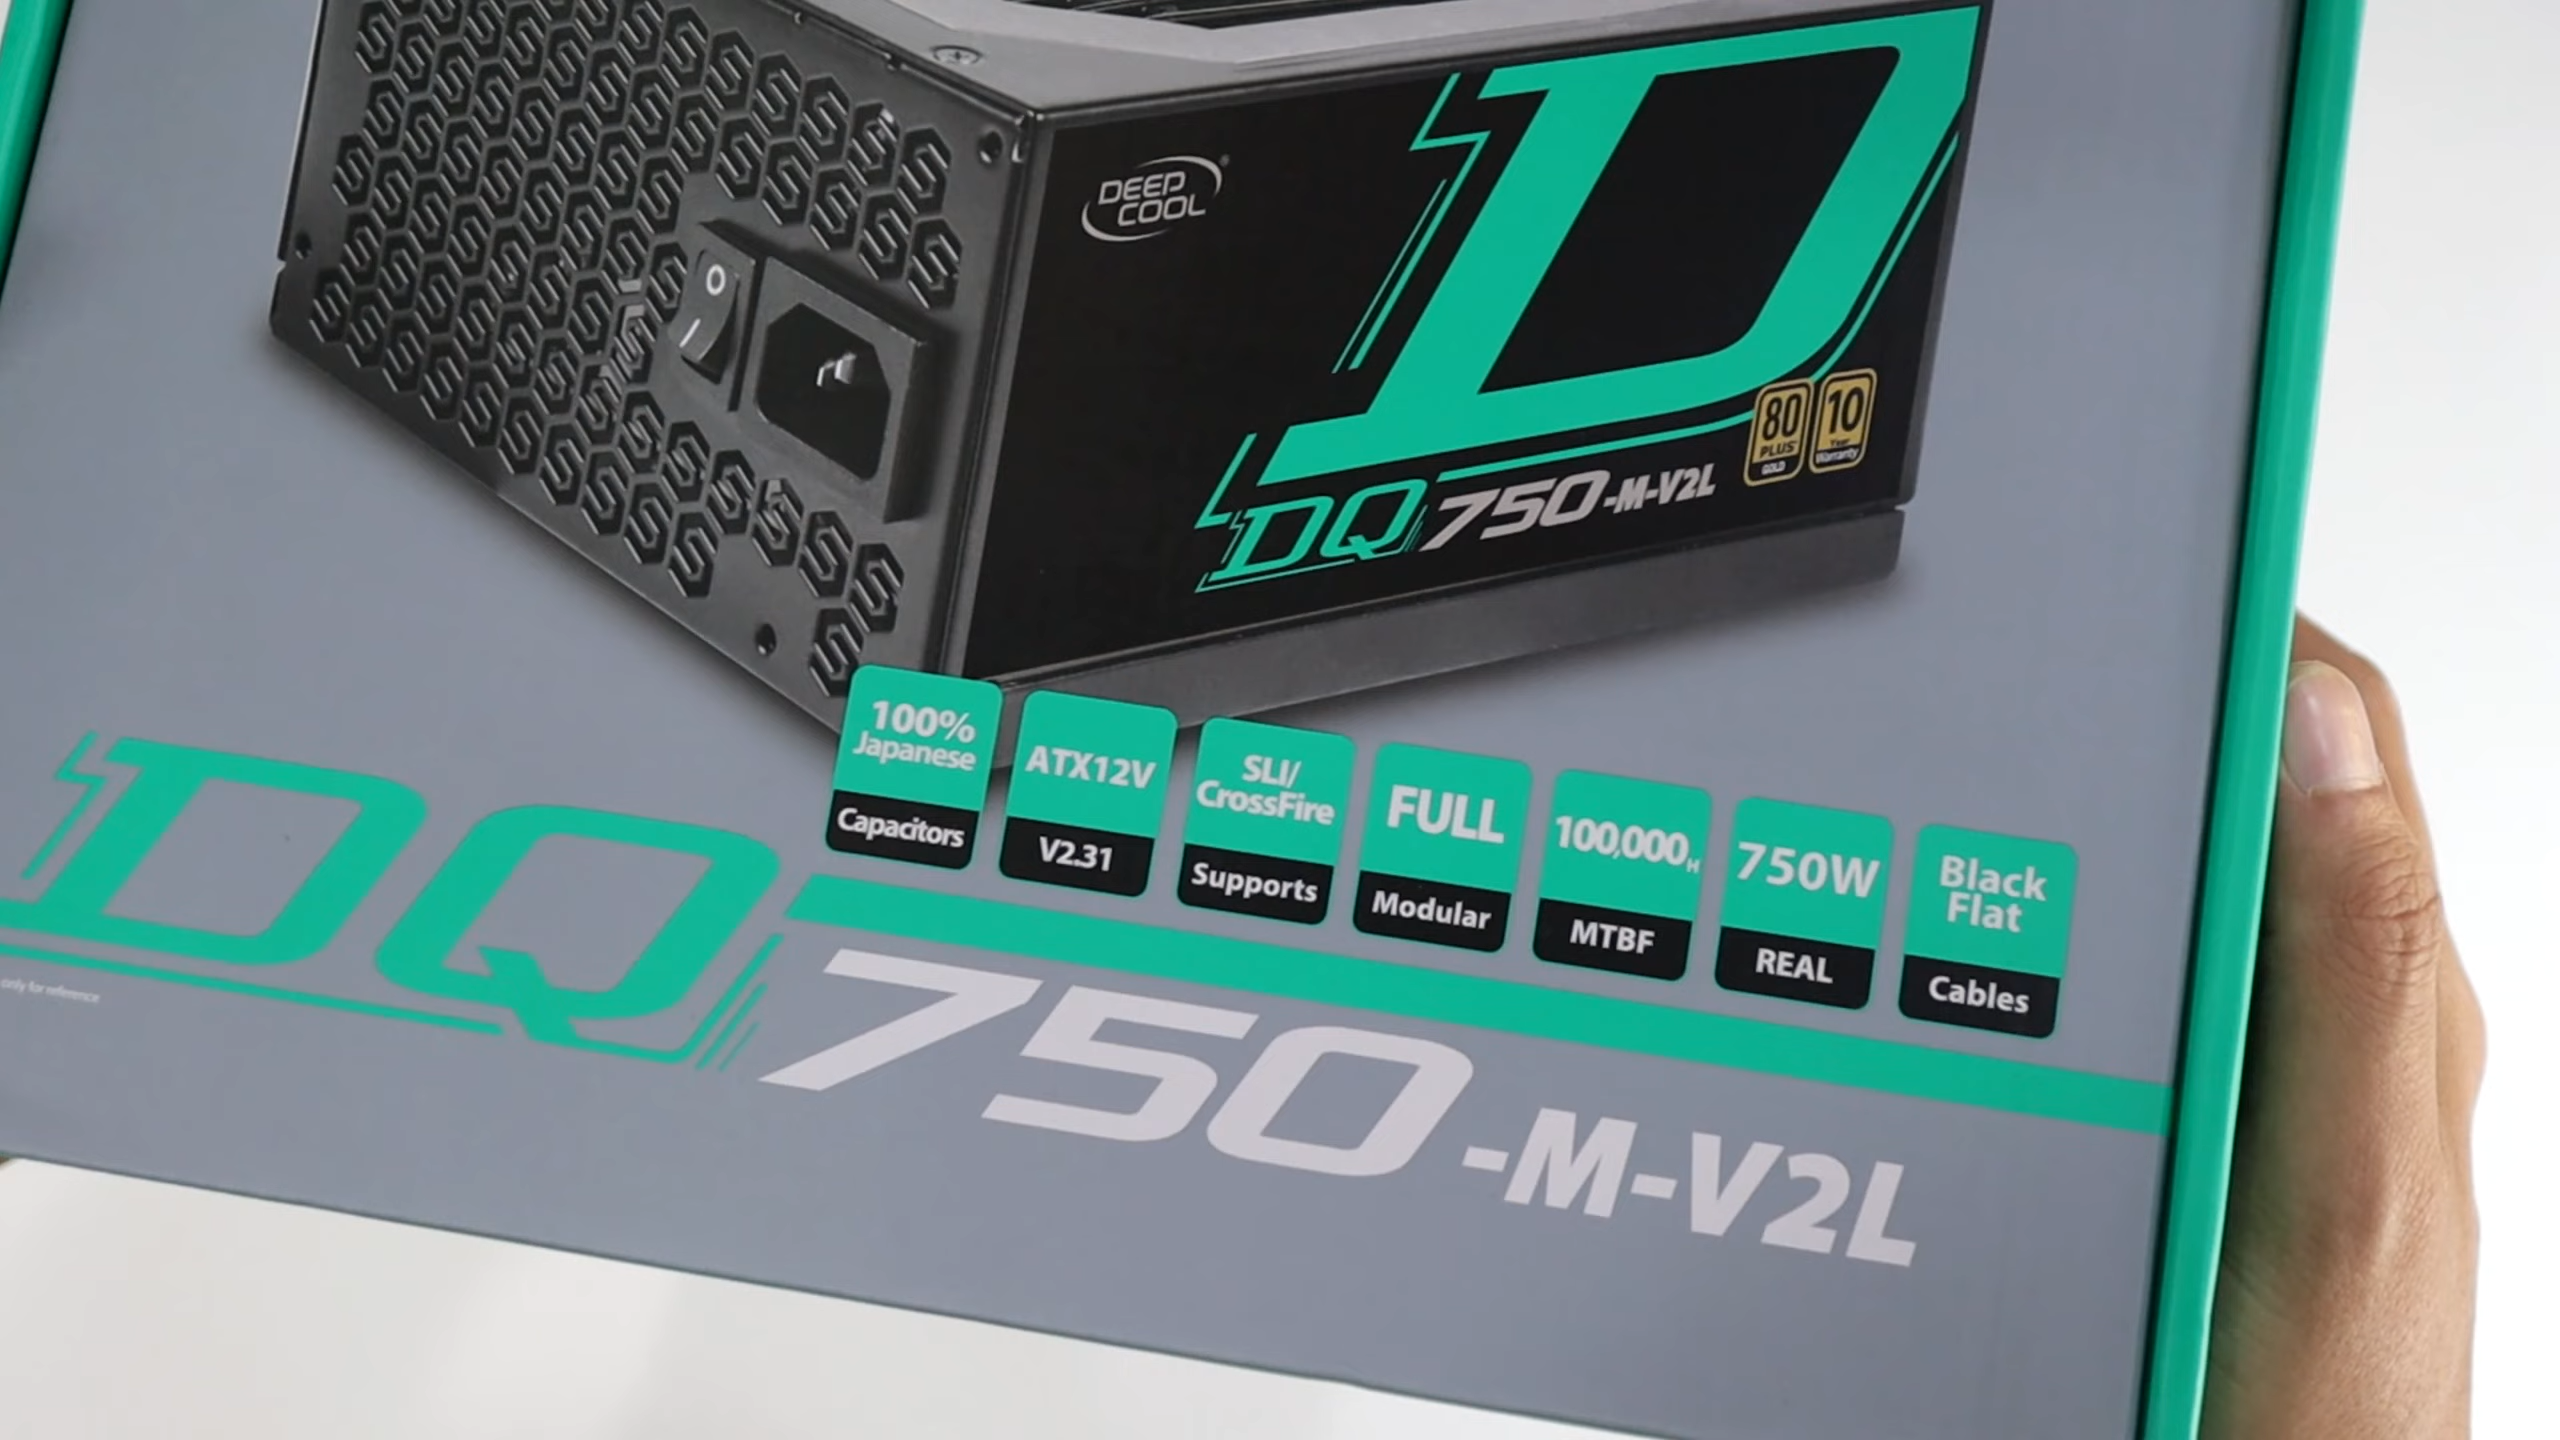 DEEP
COOL
O
I
80
PLUS
GOLD
10
Year
Warranty
DQ750-M-V2L
100%
Japanese
Capacitors
ATX12V
V2.31
SLI/
CrossFire
Supports
FULL
Modular
100,000H
MTBF
750W
REAL
Black
Flat
Cables
DQ750-M-V2L
only for reference